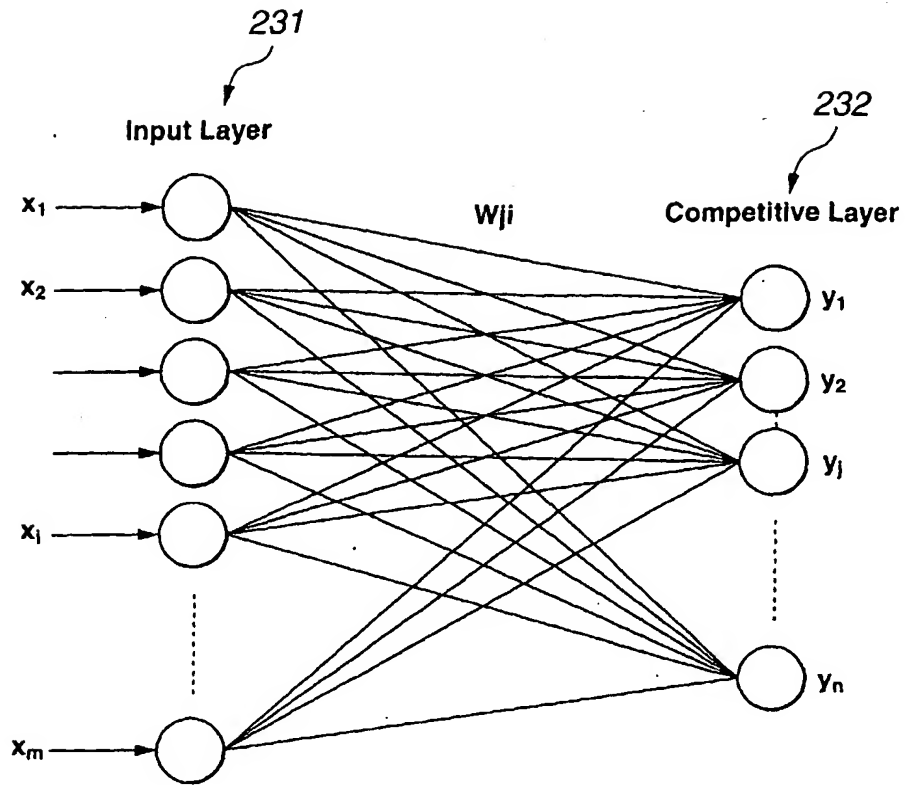 231
Input Layer
232
Competitive Layer
Wji
x1
x2
xi
xm
y1
y2
yj
yn